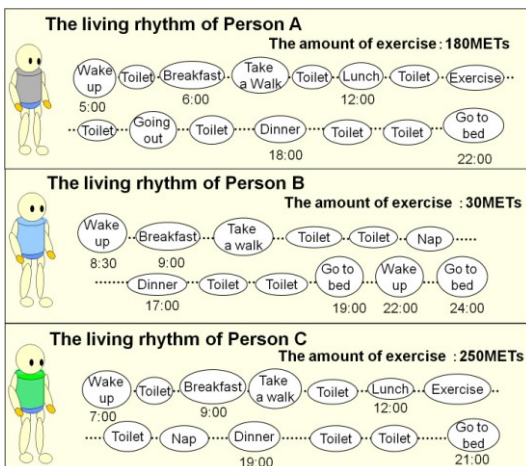 The living rhythm of Person A
The amount of exercise：180METs
Wake up Toilet Breakfast Take a Walk Toilet Lunch Toilet Exercise
5:00 6:00 12:00
Toilet Going out Toilet Dinner Toilet Toilet Go to bed
18:00 22:00
The living rhythm of Person B
The amount of exercise：30METs
Wake up Breakfast Take a walk Toilet Toilet Nap
8:30 9:00
Dinner Toilet Toilet Go to bed Wake up Go to bed
17:00 19:00 22:00 24:00
The living rhythm of Person C
The amount of exercise：250METs
Wake up Toilet Breakfast Take a walk Toilet Lunch Exercise
7:00 9:00 12:00
Toilet Nap Dinner Toilet Toilet Go to bed
19:00 21:00